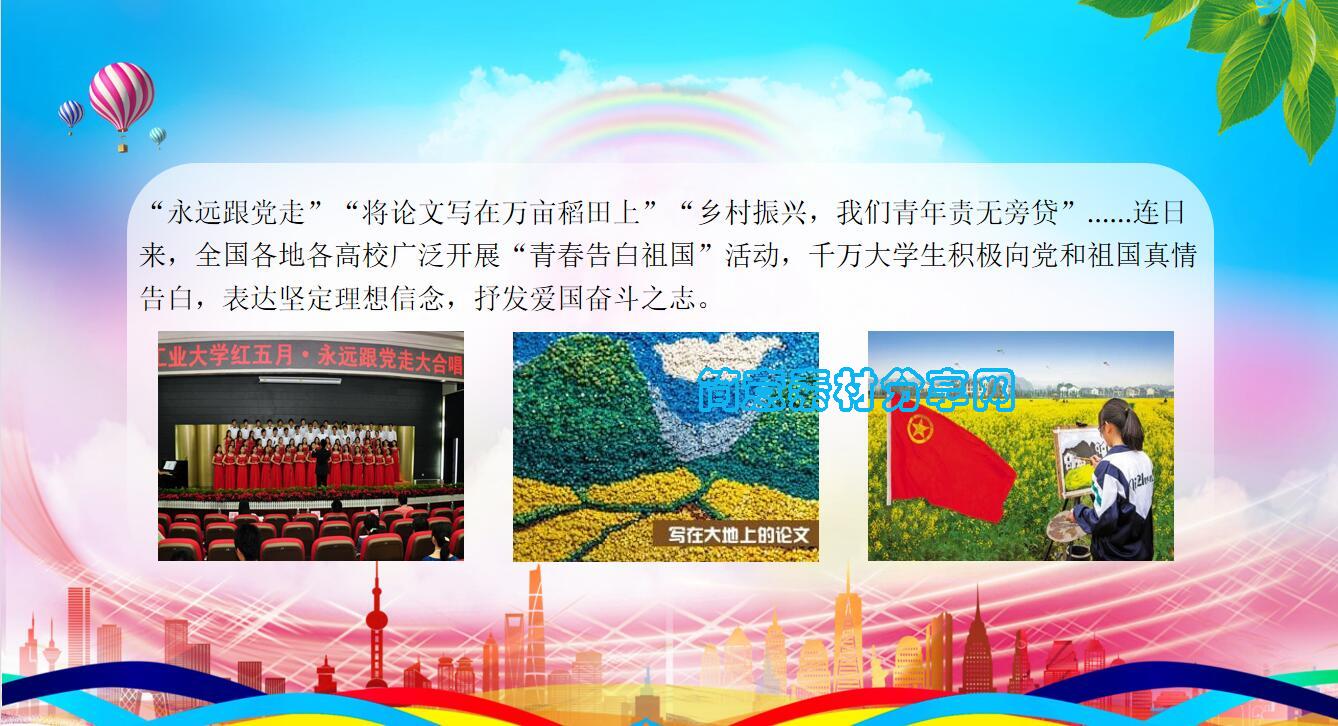 “永远跟党走”“将论文写在万亩稻田上”“乡村振兴，我们青年责无旁贷”......连日
来，全国各地各高校广泛开展“青春告白祖国”活动，千万大学生积极向党和祖国真情
告白，表达坚定理想信念，抒发爱国奋斗之志。
工业大学红五月·永远跟党走大合唱
简意素材分享网
写在大地上的论文